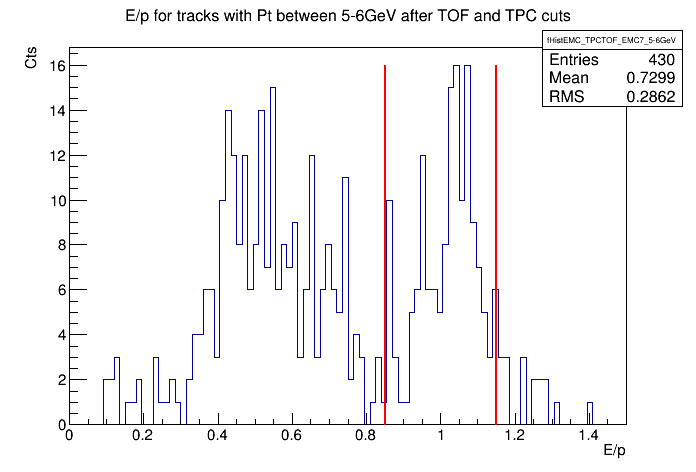 E/p for tracks with Pt between 5-6GeV after TOF and TPC cuts
Cts
fHistEMC_TPCTOF_EMC7_5-6GeV
Entries 430
Mean 0.7299
RMS 0.2862
16
14
12
10
8
6
4
2
0
0 0.2 0.4 0.6 0.8 1 1.2 1.4
E/p